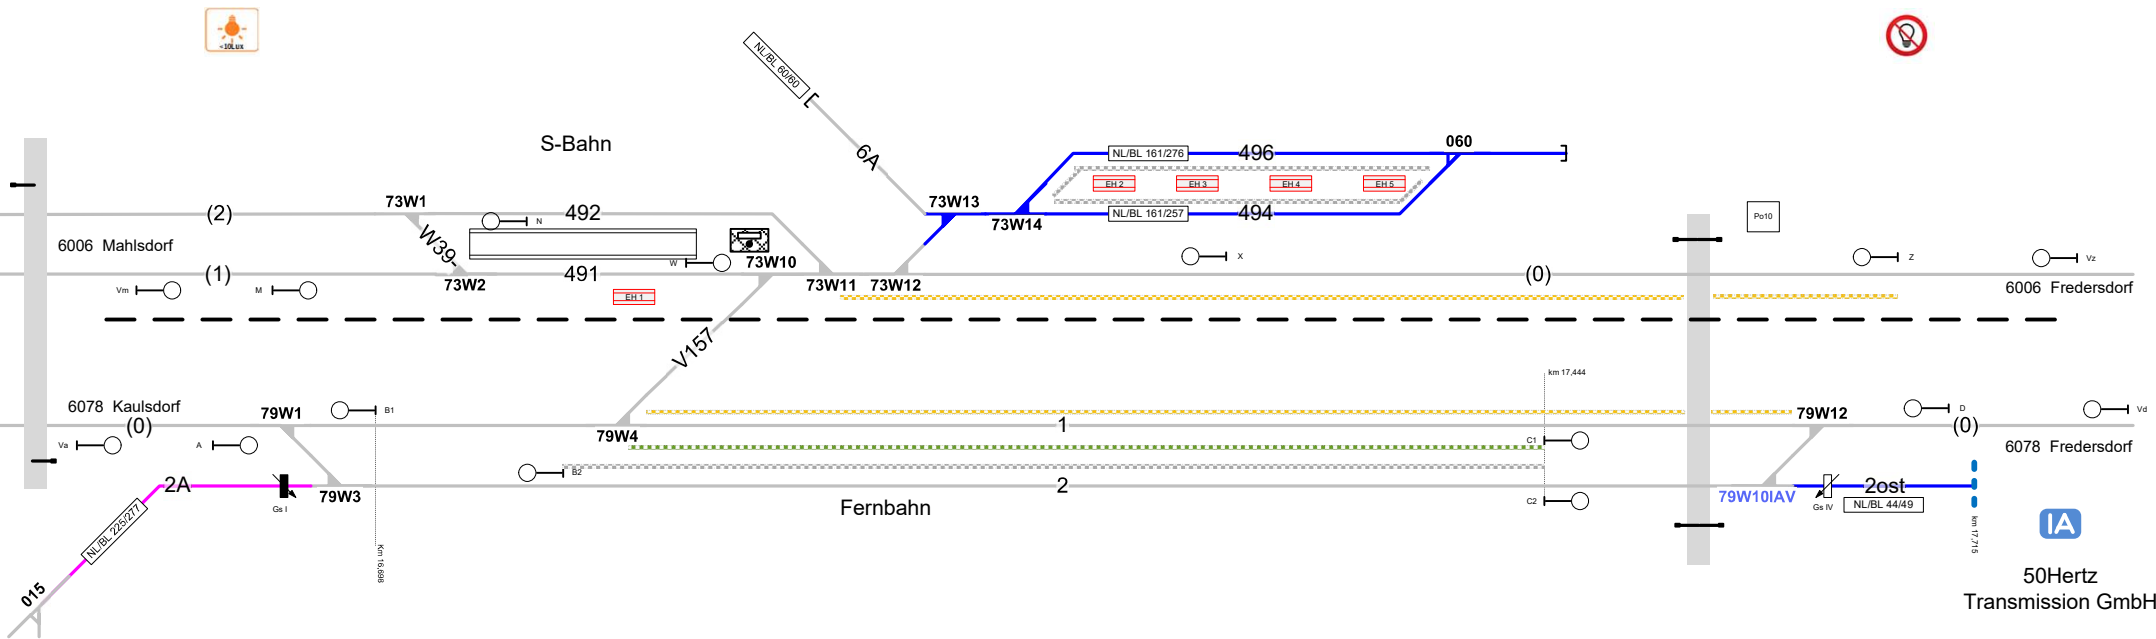 <10Lux
NL/BL 60/60
S-Bahn
6A
NL/BL 161/276
496
060
EH 2
EH 3
EH 4
EH 5
73W1
(2)
N
492
73W13
73W14
NL/BL 161/257
494
Po10
6006 Mahlsdorf
W39-
W
73W10
X
Z
Vz
(1)
73W2
491
73W11
73W12
(0)
6006 Fredersdorf
Vm
M
EH 1
V157
km 17,444
6078 Kaulsdorf
79W1
B1
79W12
D
Vd
(0)
79W4
1
(0)
Va
A
C1
6078 Fredersdorf
B2
2A
79W3
2
79W10IAV
2ost
Gs I
C2
Gs IV
NL/BL 44/49
Fernbahn
NL/BL 225/277
Km 16,698
km 17,715
IA
015
50Hertz
Transmission GmbH